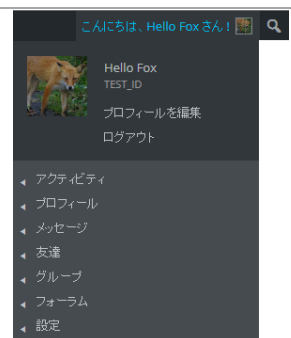 こんにちは、Hello Fox さん !
Hello Fox
TEST_ID
プロフィールを編集
ログアウト
アクティビティ
プロフィール
メッセージ
友達
グループ
フォーラム
設定